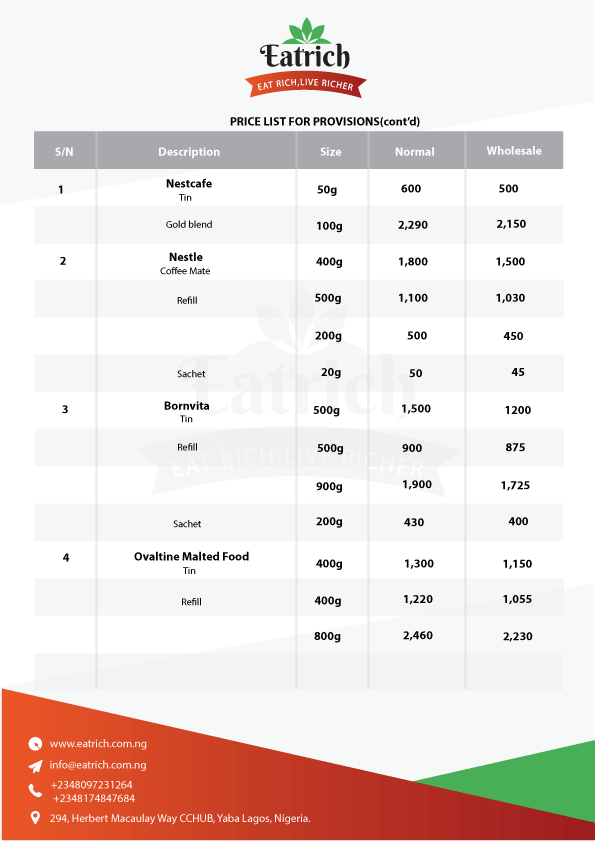 Eatrich
EAT RICH,LIVE RICHER
PRICE LIST FOR PROVISIONS(cont'd)
S/N Description Size Normal Wholesale
1 Nestcafe 50g 600 500
Tin
Gold blend 100g 2,290 2,150
2 Nestle 400g 1,800 1,500
Coffee Mate
Refill 500g 1,100 1,030
200g 500 450
Sachet 20g 50 45
3 Bornvita 500g 1,500 1200
Tin
Refill 500g 900 875
900g 1,900 1,725
Sachet 200g 430 400
4 Ovaltine Malted Food 400g 1,300 1,150
Tin
Refill 400g 1,220 1,055
800g 2,460 2,230
Eatrich
EAT RICH,LIVE RICHER
www.eatrich.com.ng
info@eatrich.com.ng
+2348097231264
+2348174847684
294, Herbert Macaulay Way CCHUB, Yaba Lagos, Nigeria.